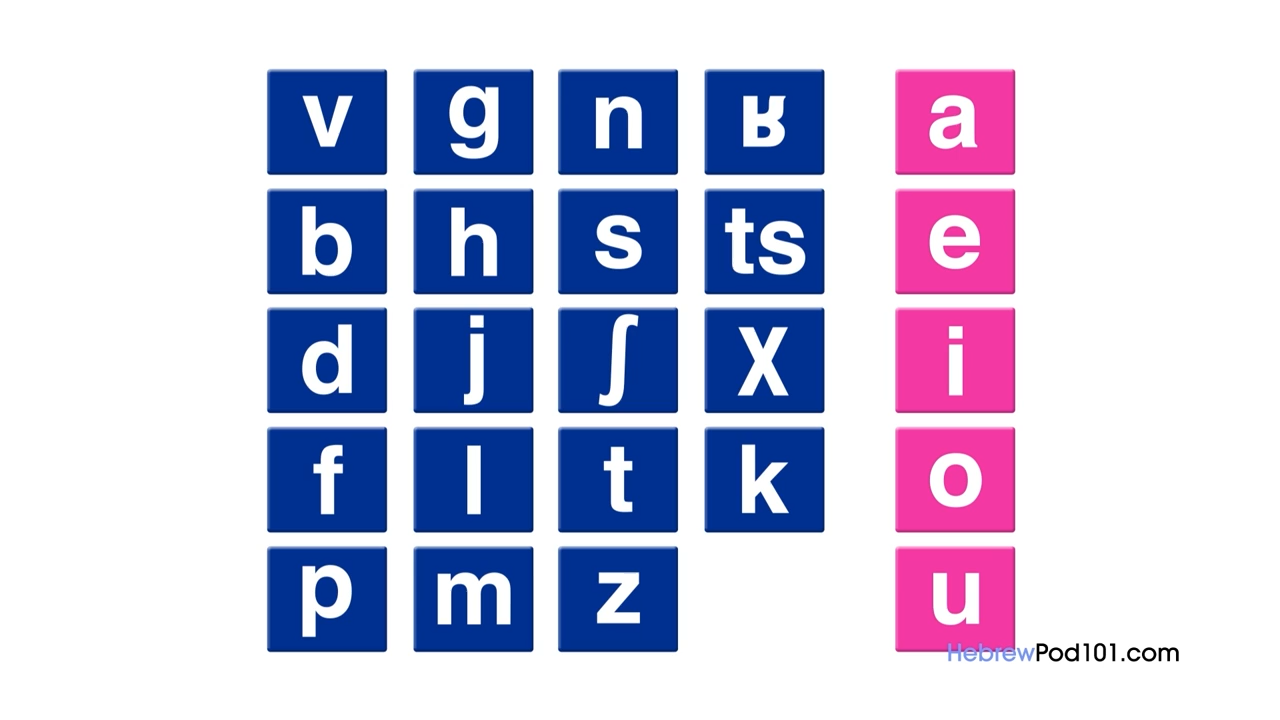 v g n ʁ a
b h s ts e
d j ʃ χ i
f l t k o
p m z u
HebrewPod101.com